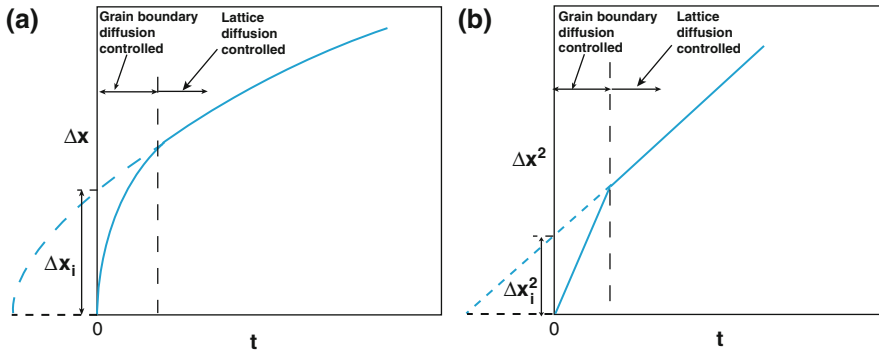 (a)
Grain boundary
diffusion
controlled
Lattice
diffusion
controlled
Δx
Δxᵢ
0
t
(b)
Grain boundary
diffusion
controlled
Lattice
diffusion
controlled
Δx²
Δxᵢ²
0
t